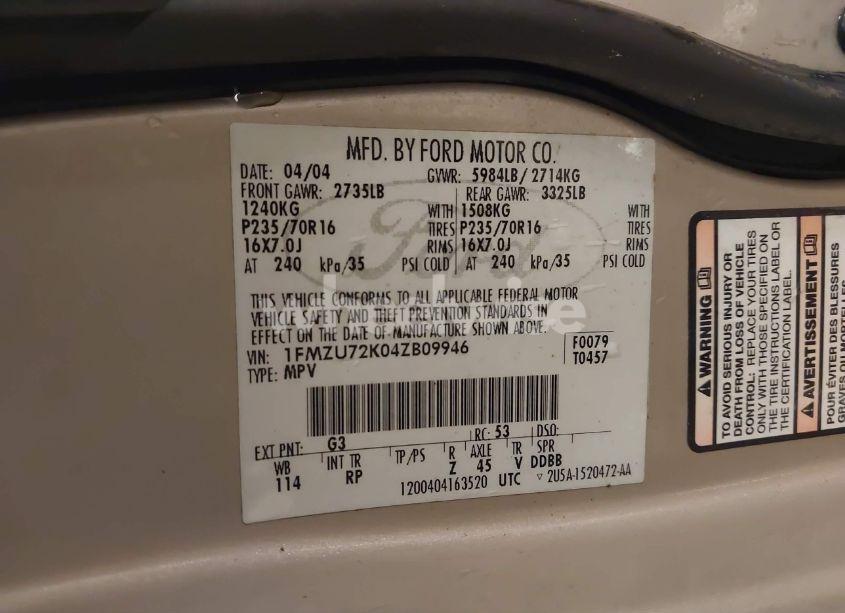 MFD. BY FORD MOTOR CO.
DATE: 04/04 GVWR: 5984LB/ 2714KG
FRONT GAWR: 2735LB REAR GAWR: 3325LB
1240KG WITH 1508KG WITH
P235/70R16 TIRES P235/70R16 TIRES
16X7.0J RIMS 16X7.0J RIMS
AT 240 kPa/35 PSI COLD AT 240 kPa/35 PSI COLD
THIS VEHICLE CONFORMS TO ALL APPLICABLE FEDERAL MOTOR
VEHICLE SAFETY AND THEFT PREVENTION STANDARDS IN
EFFECT ON THE DATE OF MANUFACTURE SHOWN ABOVE.
VIN: 1FMZU72K04ZB09946 F0079
TYPE: MPV T0457
EXT PNT: G3 RC: 53 DSO:
WB INT TR TP/PS R AXLE TR SPR
114 RP Z 45 V DDBB
1200404163520 UTC ▽ 2U5A-1520472-AA
Ford
WARNING
TO AVOID SERIOUS INJURY OR
DEATH FROM LOSS OF VEHICLE
CONTROL: REPLACE YOUR TIRES
ONLY WITH THOSE SPECIFIED ON
THE TIRE INSTRUCTIONS LABEL OR
THE CERTIFICATION LABEL.
AVERTISSEMENT
POUR ÉVITER DES BLESSURES
GRAVES OU MORTELLES